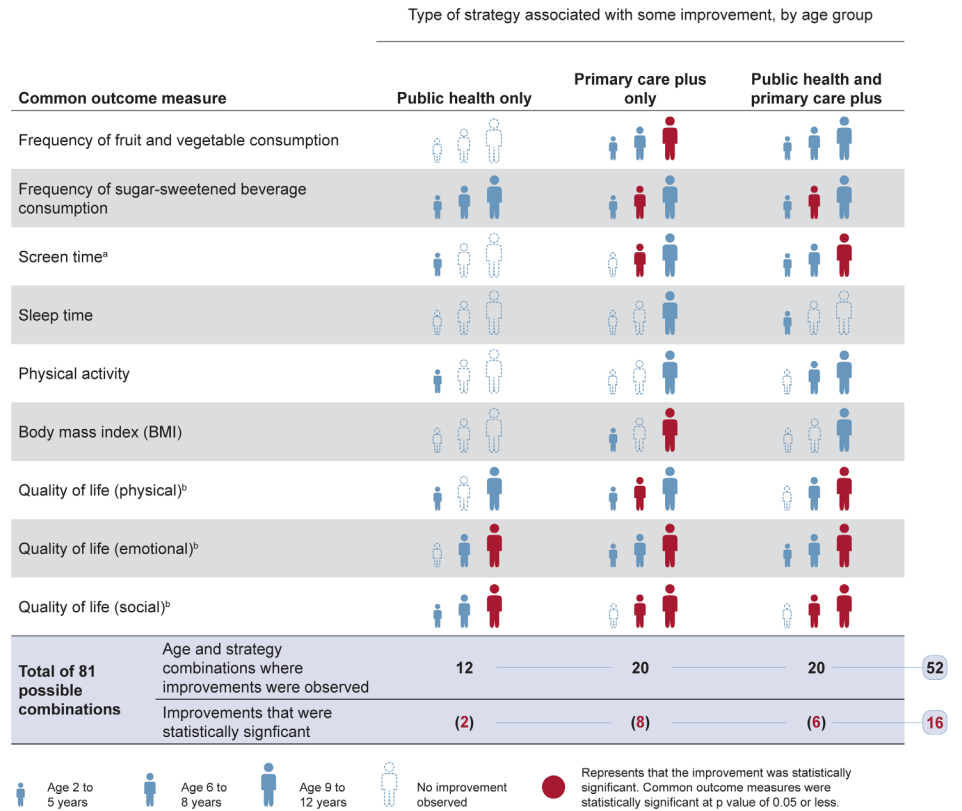 Type of strategy associated with some improvement, by age group
Common outcome measure
Public health only
Primary care plus
only
Public health and
primary care plus
Frequency of fruit and vegetable consumption
Frequency of sugar-sweetened beverage
consumption
Screen timeᵃ
Sleep time
Physical activity
Body mass index (BMI)
Quality of life (physical)ᵇ
Quality of life (emotional)ᵇ
Quality of life (social)ᵇ
Total of 81
possible
combinations
Age and strategy
combinations where
improvements were observed
12 20 20 52
Improvements that were
statistically signficant
(2) (8) (6) 16
Age 2 to
5 years
Age 6 to
8 years
Age 9 to
12 years
No improvement
observed
Represents that the improvement was statistically
significant. Common outcome measures were
statistically significant at p value of 0.05 or less.